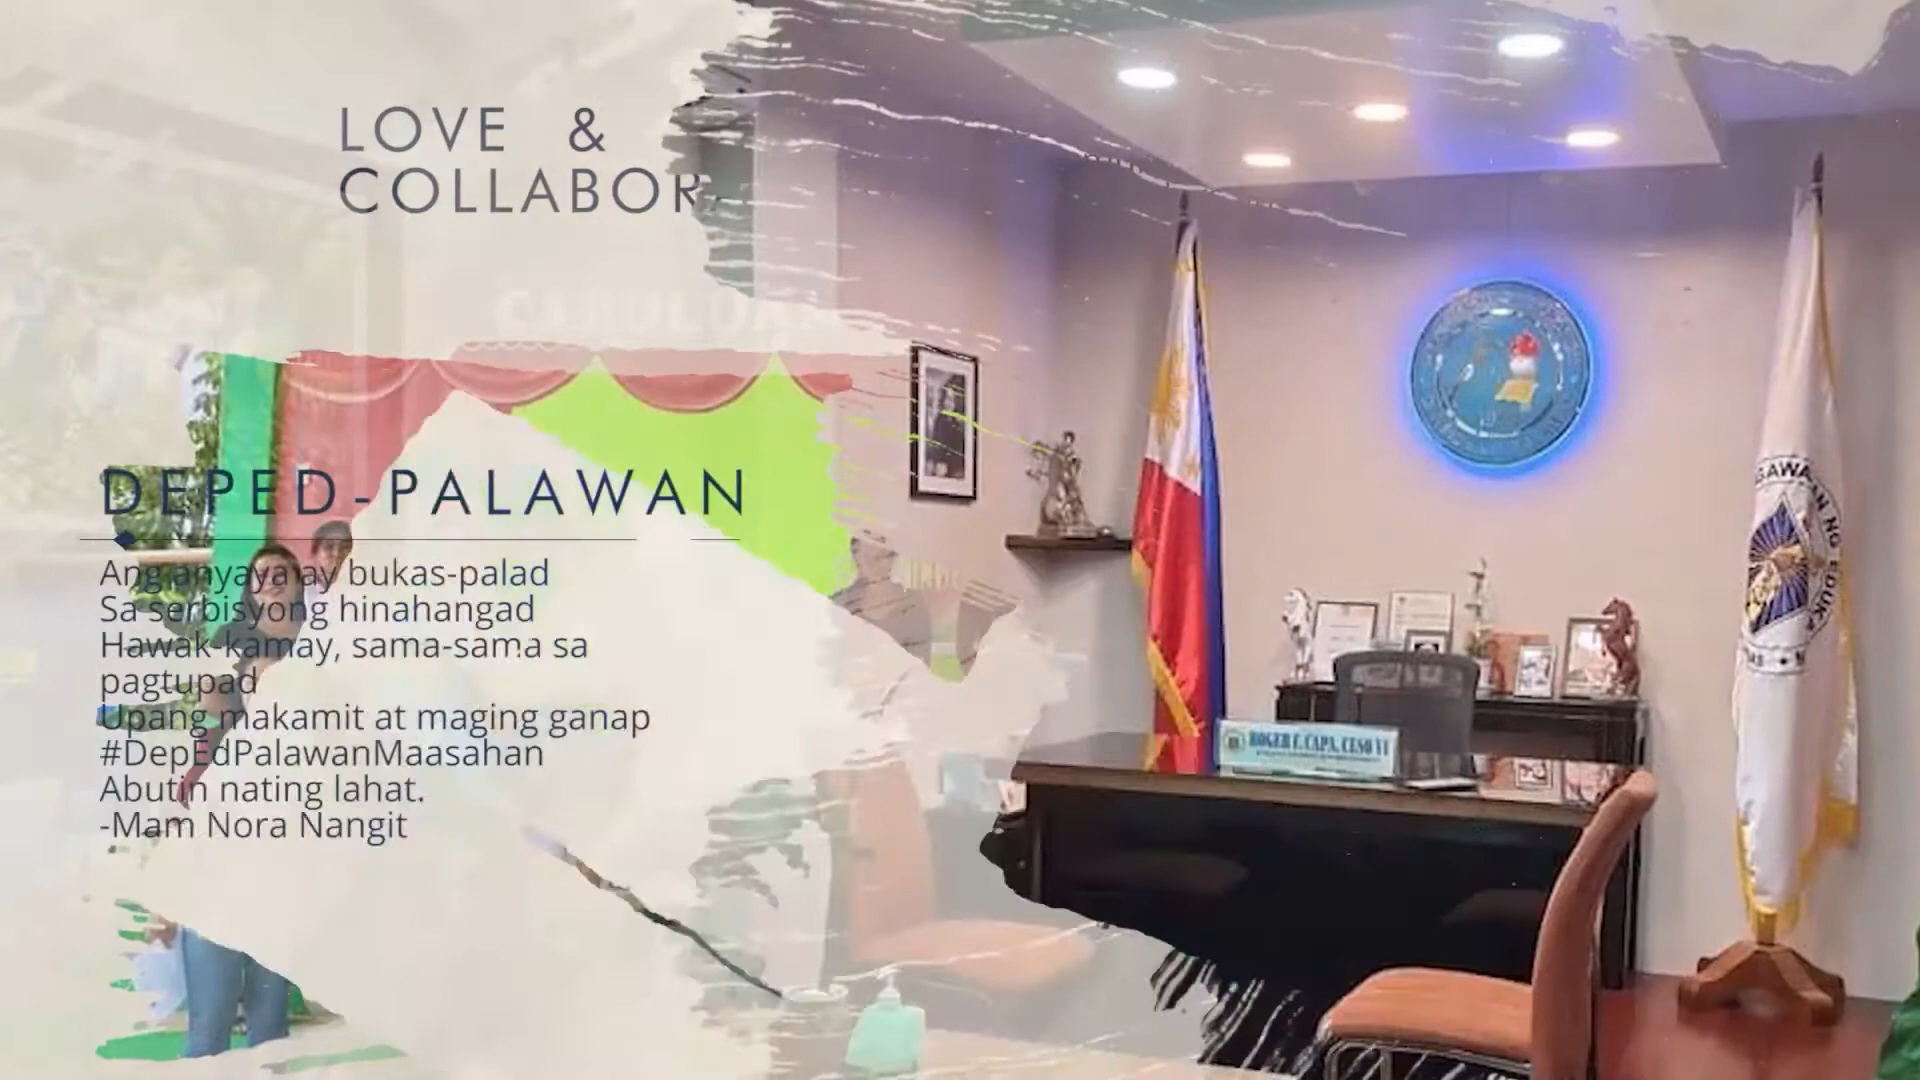 LOVE &
COLLABOR
DEPED-PALAWAN
Ang anyaya ay bukas-palad
Sa serbisyong hinahangad
Hawak-kamay, sama-sama sa
pagtupad
Upang makamit at maging ganap
#DepEdPalawanMaasahan
Abutin nating lahat.
-Mam Nora Nangit
ROGER F. CAPA, CESO VI